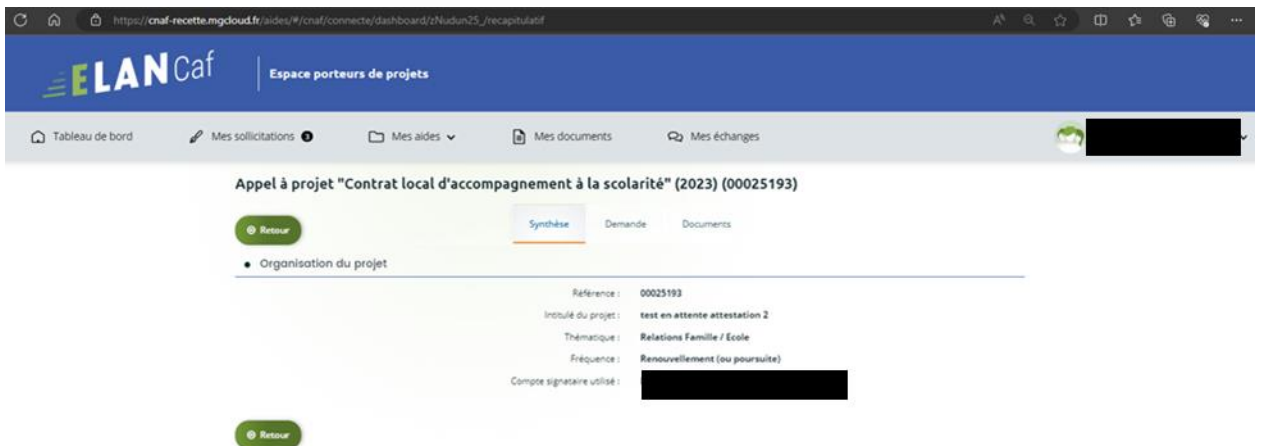 https://cnaf-recette.mgcloud.fr/aides/#/cnaf/connecte/dashboard/zNudun25_/recapitulatif
ELAN Caf
Espace porteurs de projets
Tableau de bord Mes sollicitations 3 Mes aides Mes documents Mes échanges
Appel à projet "Contrat local d'accompagnement à la scolarité" (2023) (00025193)
Retour Synthèse Demande Documents
Organisation du projet
Référence : 00025193
Intitulé du projet : test en attente attestation 2
Thématique : Relations Famille / Ecole
Fréquence : Renouvellement (ou poursuite)
Compte signataire utilisé :
Retour